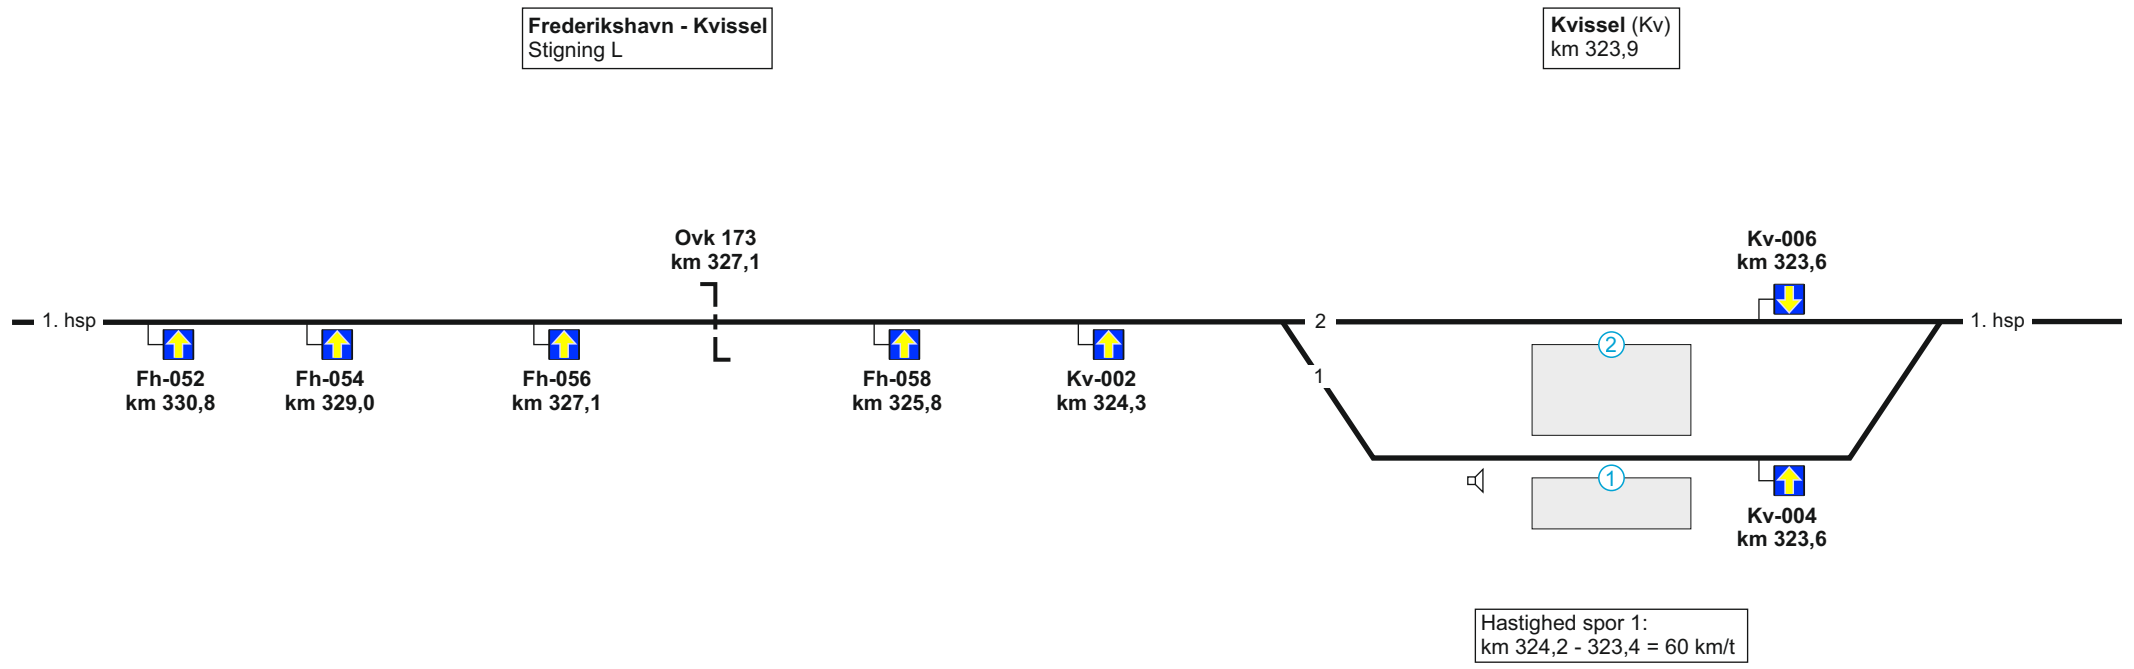 Frederikshavn - Kvissel
Stigning L
Kvissel (Kv)
km 323,9
Ovk 173
km 327,1
Kv-006
km 323,6
1. hsp
2
1. hsp
Fh-052
km 330,8
Fh-054
km 329,0
Fh-056
km 327,1
Fh-058
km 325,8
Kv-002
km 324,3
1
2
1
Kv-004
km 323,6
Hastighed spor 1:
km 324,2 - 323,4 = 60 km/t